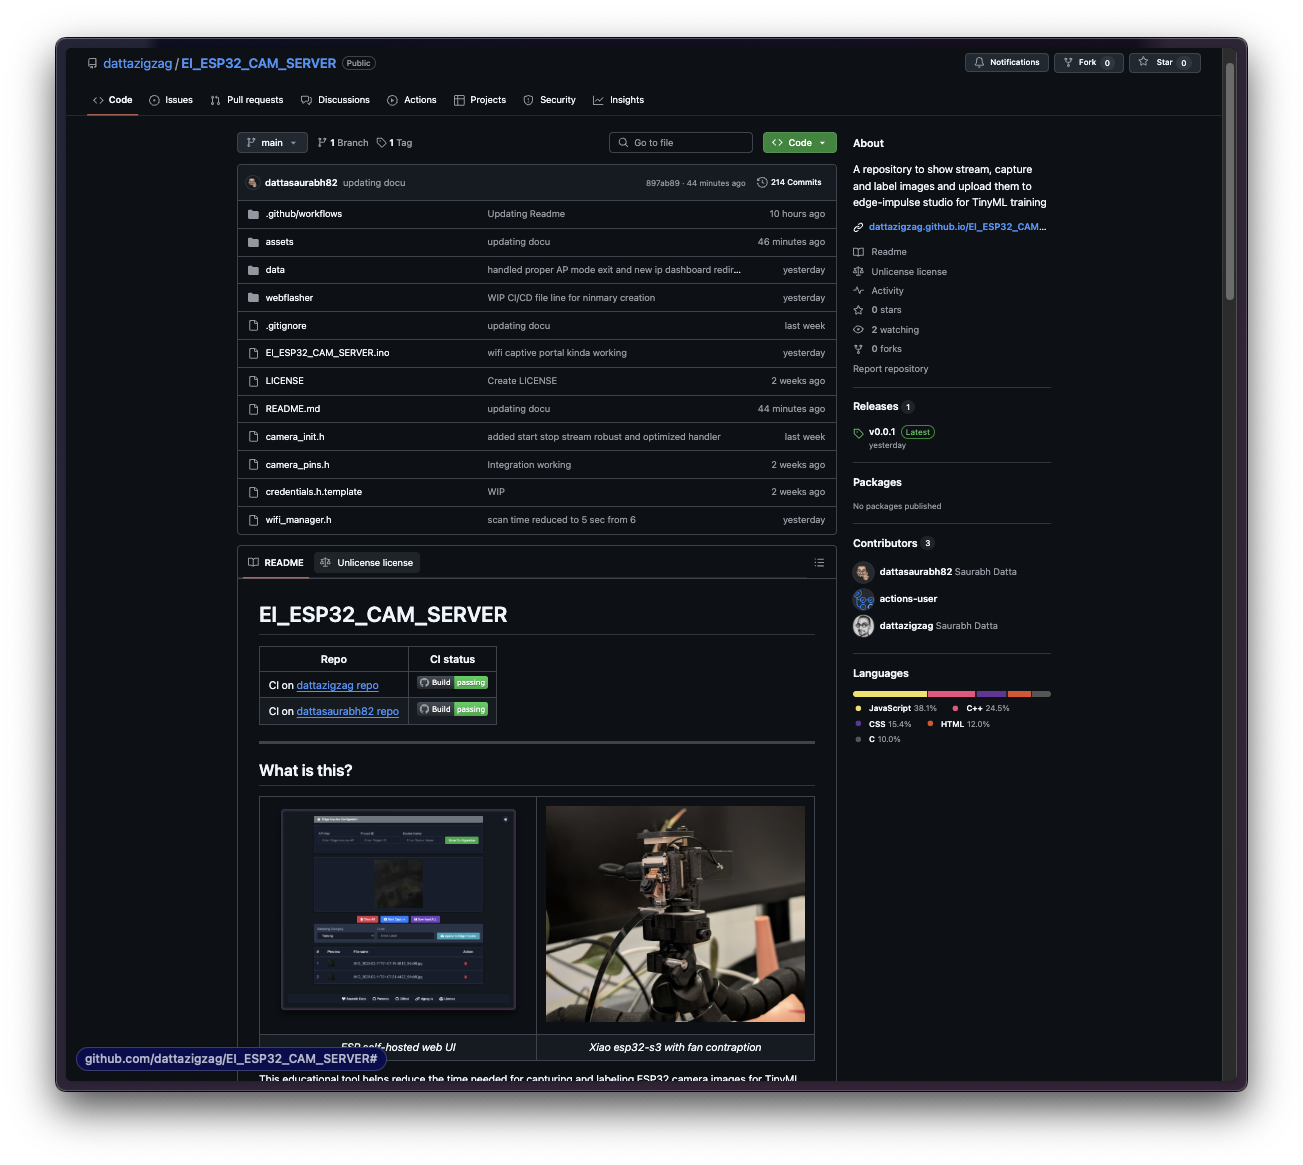 dattazigzag / EI_ESP32_CAM_SERVER Public
Notifications Fork 0 Star 0
Code Issues Pull requests Discussions Actions Projects Security Insights
main 1 Branch 1 Tag Go to file Code
dattasaurabh82 updating docu 897ab89 · 44 minutes ago 214 Commits
.github/workflows Updating Readme 10 hours ago
assets updating docu 46 minutes ago
data handled proper AP mode exit and new ip dashboard redir... yesterday
webflasher WIP CI/CD file line for ninmary creation yesterday
.gitignore updating docu last week
EI_ESP32_CAM_SERVER.ino wifi captive portal kinda working yesterday
LICENSE Create LICENSE 2 weeks ago
README.md updating docu 44 minutes ago
camera_init.h added start stop stream robust and optimized handler last week
camera_pins.h Integration working 2 weeks ago
credentials.h.template WIP 2 weeks ago
wifi_manager.h scan time reduced to 5 sec from 6 yesterday
README Unlicense license
EI_ESP32_CAM_SERVER
Repo CI status
CI on dattazigzag repo Build passing
CI on dattasaurabh82 repo Build passing
What is this?
ESP self-hosted web UI Xiao esp32-s3 with fan contraption
This educational tool helps reduce the time needed for capturing and labeling ESP32 camera images for TinyML
github.com/dattazigzag/EI_ESP32_CAM_SERVER#
About
A repository to show stream, capture
and label images and upload them to
edge-impulse studio for TinyML training
dattazigzag.github.io/EI_ESP32_CAM...
Readme
Unlicense license
Activity
0 stars
2 watching
0 forks
Report repository
Releases 1
v0.0.1 Latest
yesterday
Packages
No packages published
Contributors 3
dattasaurabh82 Saurabh Datta
actions-user
dattazigzag Saurabh Datta
Languages
JavaScript 38.1% C++ 24.5%
CSS 15.4% HTML 12.0%
C 10.0%